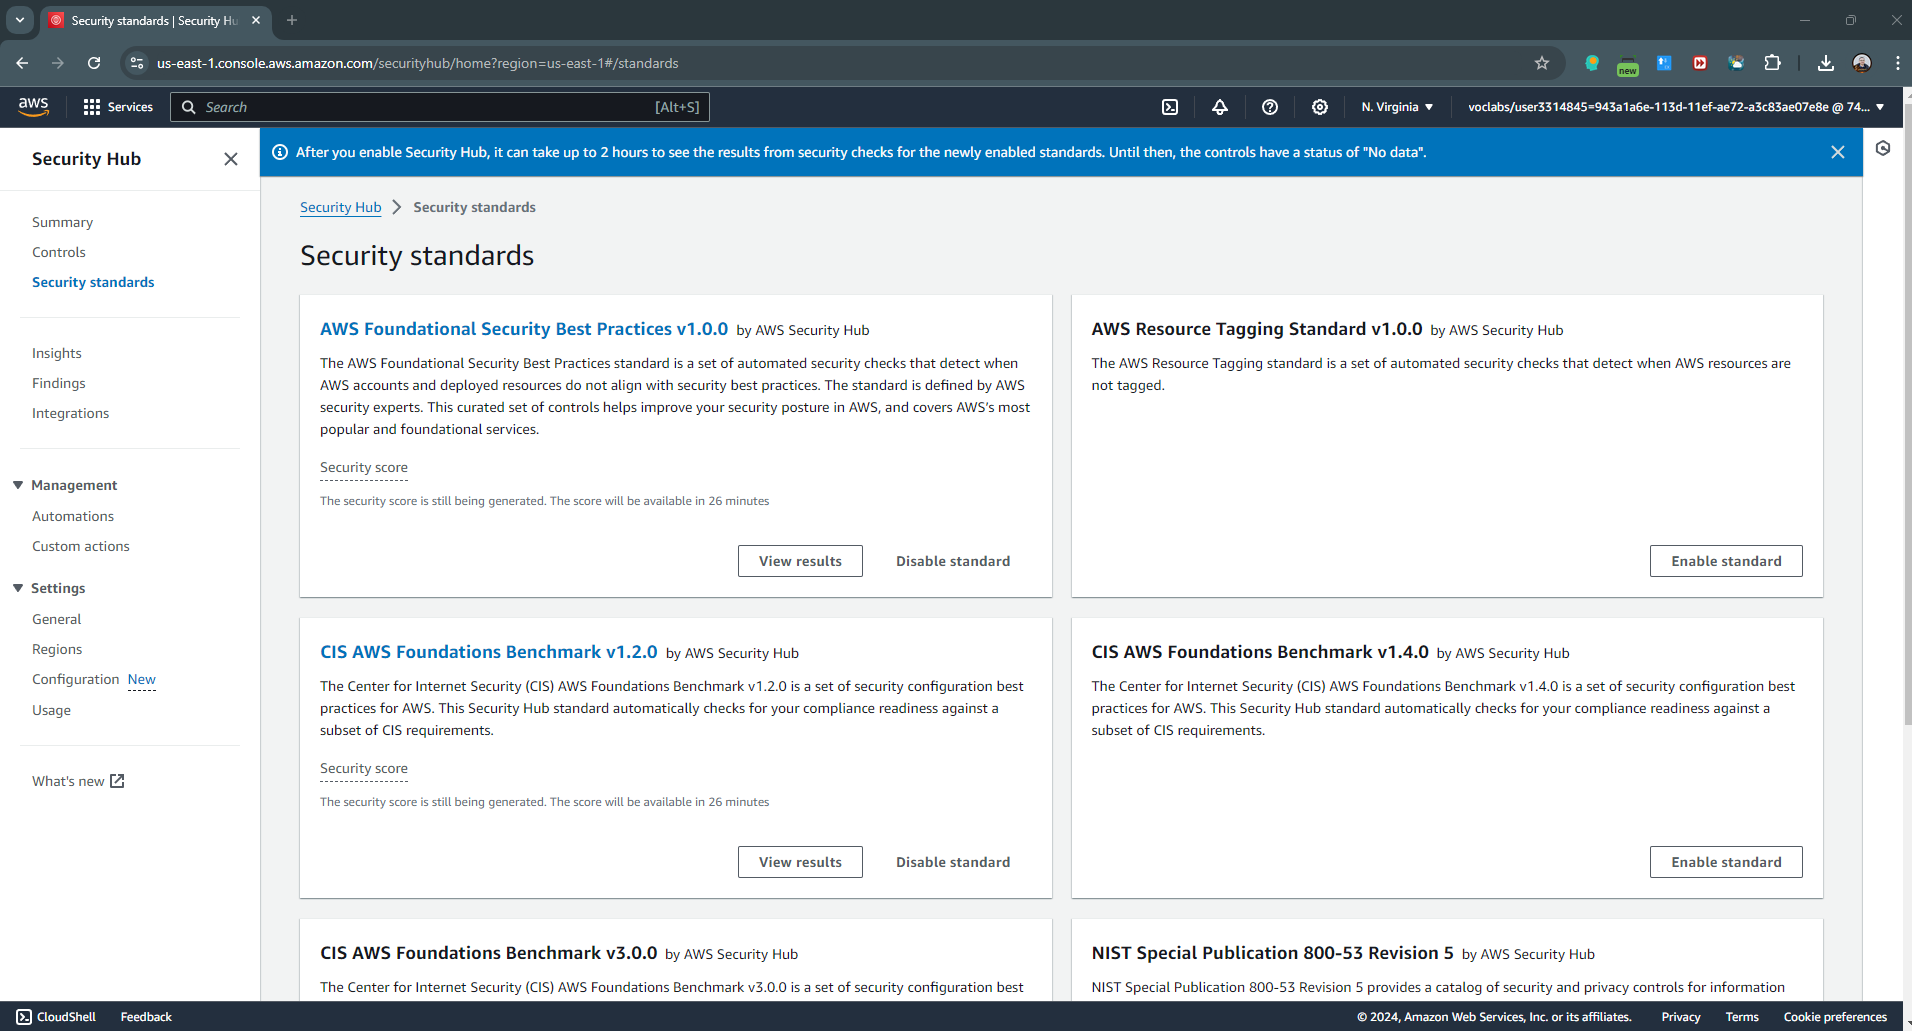 Security standards | Security Hu
us-east-1.console.aws.amazon.com/securityhub/home?region=us-east-1#/standards
new
aws
Services
Search
[Alt+S]
N. Virginia
voclabs/user3314845=943a1a6e-113d-11ef-ae72-a3c83ae07e8e @ 74...
Security Hub
After you enable Security Hub, it can take up to 2 hours to see the results from security checks for the newly enabled standards. Until then, the controls have a status of "No data".
Summary
Controls
Security standards
Insights
Findings
Integrations
Management
Automations
Custom actions
Settings
General
Regions
Configuration New
Usage
What's new
Security Hub > Security standards
Security standards
AWS Foundational Security Best Practices v1.0.0 by AWS Security Hub
The AWS Foundational Security Best Practices standard is a set of automated security checks that detect when
AWS accounts and deployed resources do not align with security best practices. The standard is defined by AWS
security experts. This curated set of controls helps improve your security posture in AWS, and covers AWS's most
popular and foundational services.
Security score
The security score is still being generated. The score will be available in 26 minutes
View results
Disable standard
AWS Resource Tagging Standard v1.0.0 by AWS Security Hub
The AWS Resource Tagging standard is a set of automated security checks that detect when AWS resources are
not tagged.
Enable standard
CIS AWS Foundations Benchmark v1.2.0 by AWS Security Hub
The Center for Internet Security (CIS) AWS Foundations Benchmark v1.2.0 is a set of security configuration best
practices for AWS. This Security Hub standard automatically checks for your compliance readiness against a
subset of CIS requirements.
Security score
The security score is still being generated. The score will be available in 26 minutes
View results
Disable standard
CIS AWS Foundations Benchmark v1.4.0 by AWS Security Hub
The Center for Internet Security (CIS) AWS Foundations Benchmark v1.4.0 is a set of security configuration best
practices for AWS. This Security Hub standard automatically checks for your compliance readiness against a
subset of CIS requirements.
Enable standard
CIS AWS Foundations Benchmark v3.0.0 by AWS Security Hub
The Center for Internet Security (CIS) AWS Foundations Benchmark v3.0.0 is a set of security configuration best
NIST Special Publication 800-53 Revision 5 by AWS Security Hub
NIST Special Publication 800-53 Revision 5 provides a catalog of security and privacy controls for information
CloudShell
Feedback
© 2024, Amazon Web Services, Inc. or its affiliates.
Privacy
Terms
Cookie preferences